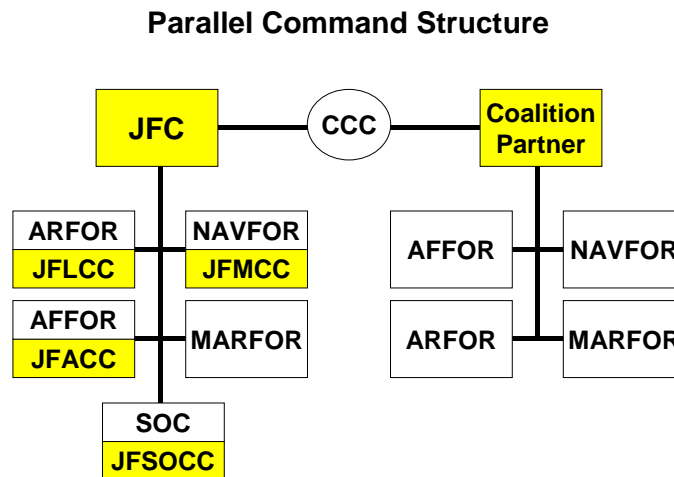 Parallel Command Structure
JFC
CCC
Coalition
Partner
ARFOR
JFLCC
NAVFOR
JFMCC
AFFOR
NAVFOR
AFFOR
JFACC
MARFOR
ARFOR
MARFOR
SOC
JFSOCC